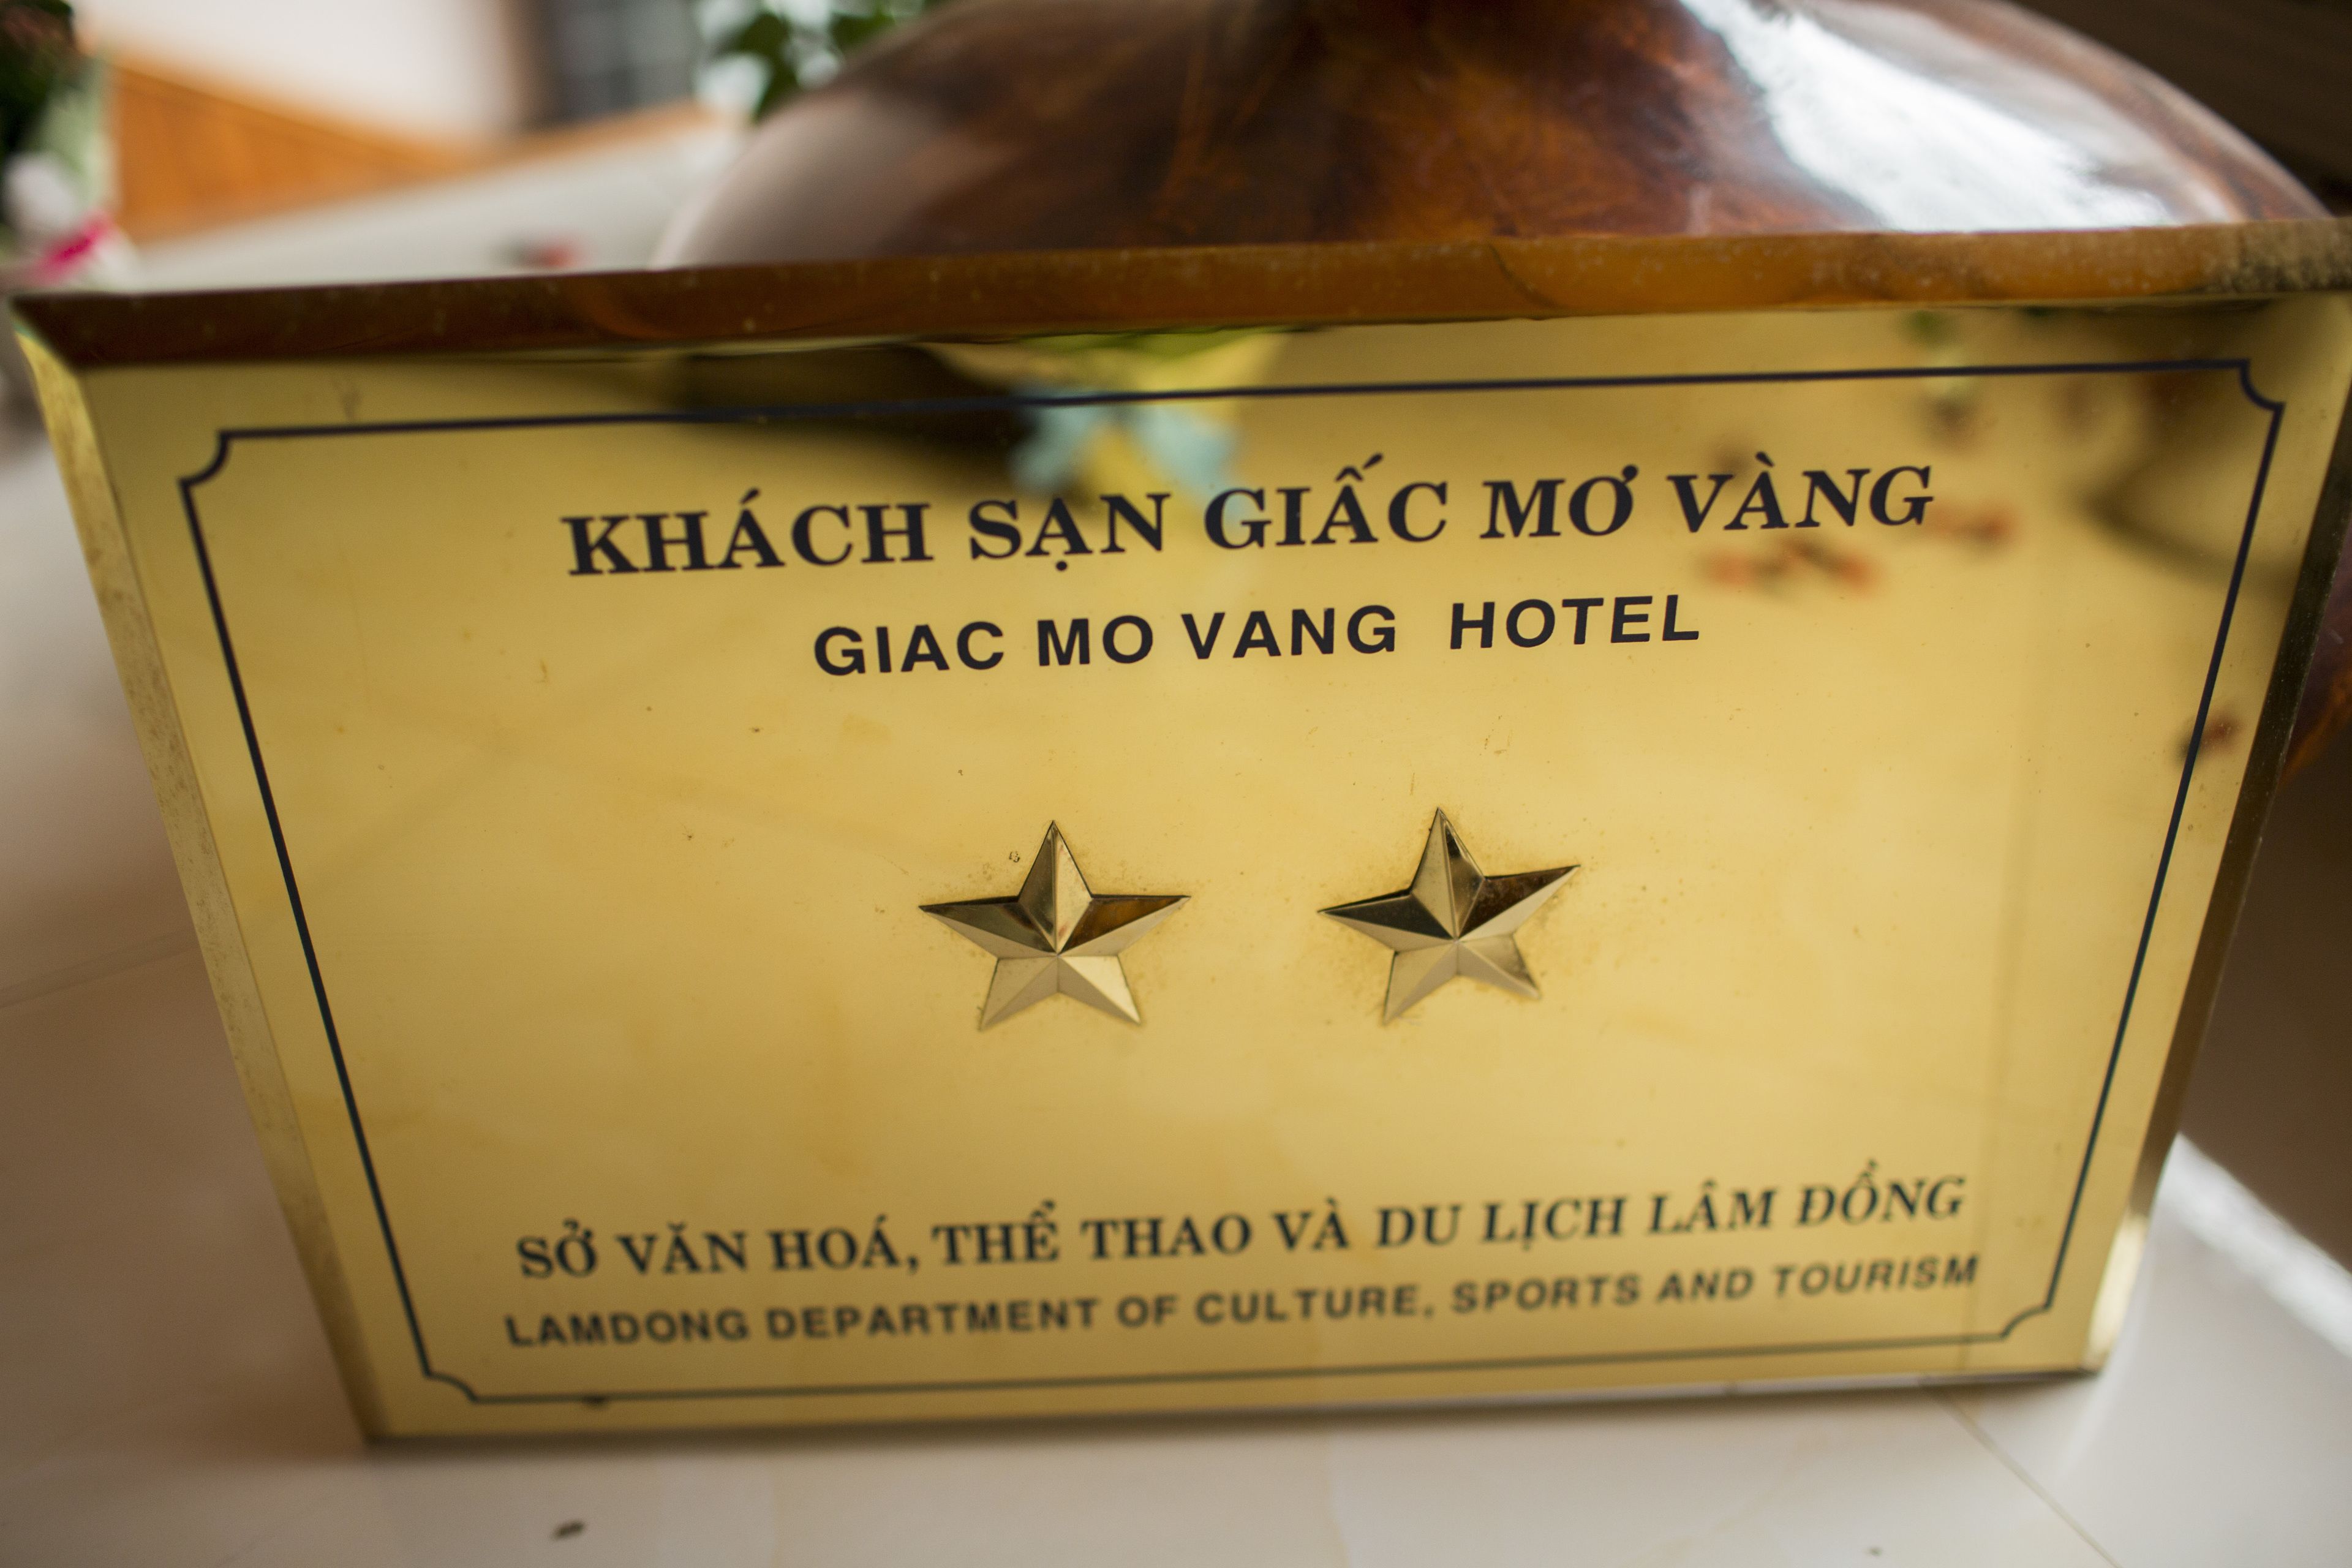 KHÁCH SẠN GIẤC MƠ VÀNG
GIAC MO VANG HOTEL
SỞ VĂN HOÁ, THỂ THAO VÀ DU LỊCH LÂM ĐỒNG
LAMDONG DEPARTMENT OF CULTURE, SPORTS AND TOURISM